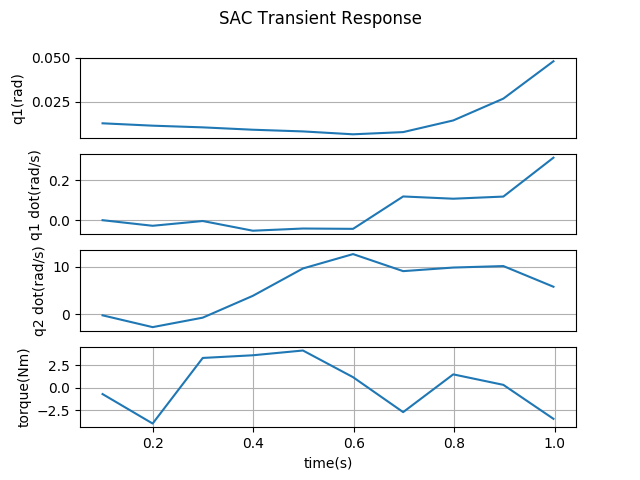 SAC Transient Response
q1(rad)
0.050
0.025
q1 dot(rad/s)
0.2
0.0
q2 dot(rad/s)
10
0
torque(Nm)
2.5
0.0
−2.5
0.2 0.4 0.6 0.8 1.0
time(s)